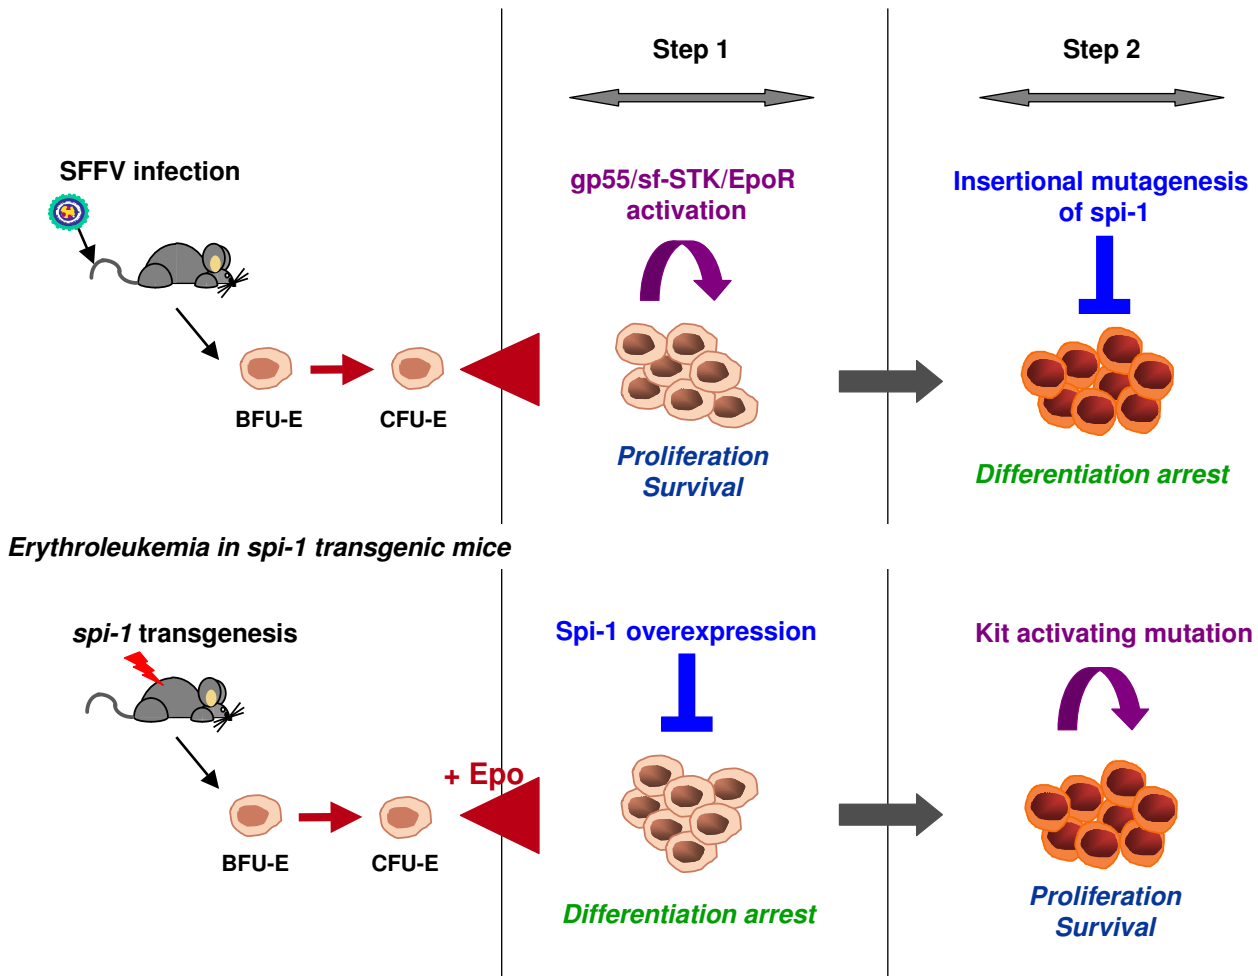 Step 1
Step 2
SFFV infection
gp55/sf-STK/EpoR
activation
Insertional mutagenesis
of spi-1
BFU-E
CFU-E
Proliferation
Survival
Differentiation arrest
Erythroleukemia in spi-1 transgenic mice
spi-1 transgenesis
Spi-1 overexpression
Kit activating mutation
+ Epo
BFU-E
CFU-E
Differentiation arrest
Proliferation
Survival